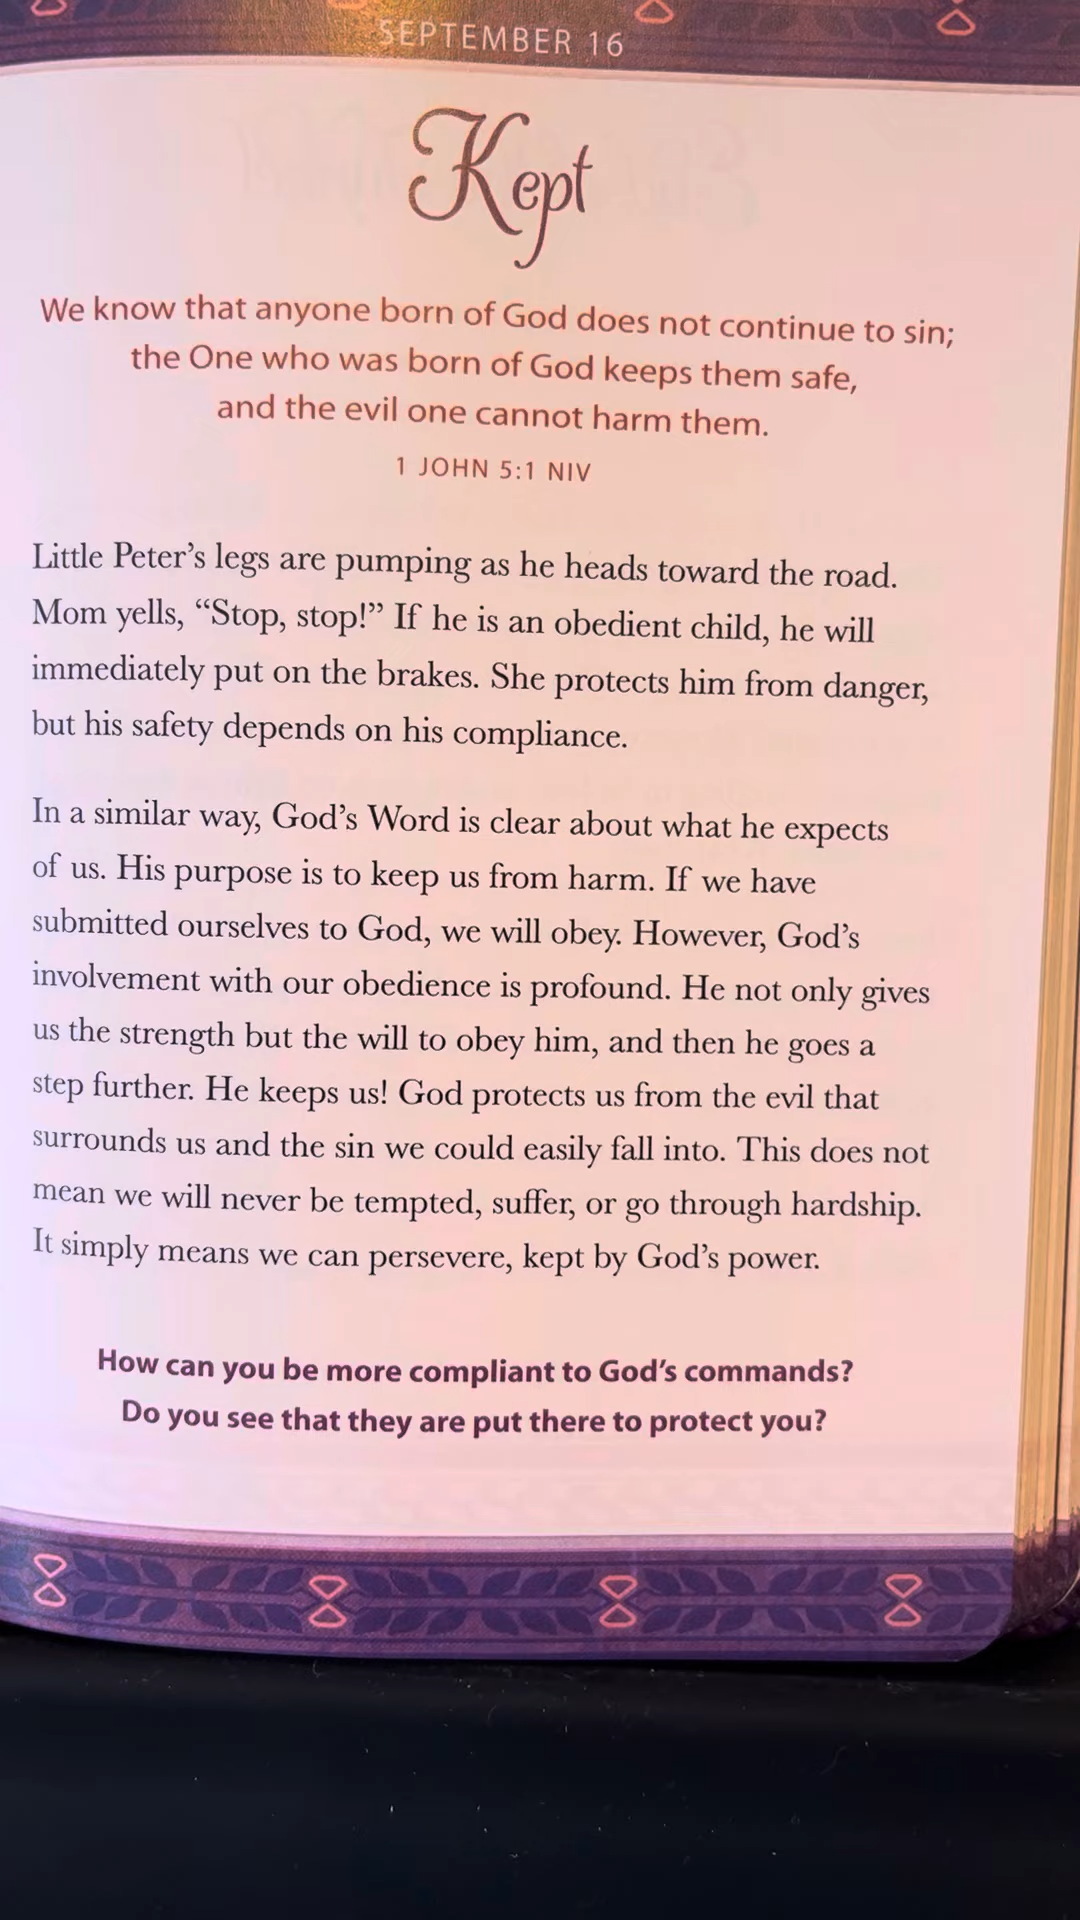 SEPTEMBER 16
Kept
We know that anyone born of God does not continue to sin;
the One who was born of God keeps them safe,
and the evil one cannot harm them.
1 JOHN 5:1 NIV
Little Peter’s legs are pumping as he heads toward the road.
Mom yells, “Stop, stop!” If he is an obedient child, he will
immediately put on the brakes. She protects him from danger,
but his safety depends on his compliance.
In a similar way, God’s Word is clear about what he expects
of us. His purpose is to keep us from harm. If we have
submitted ourselves to God, we will obey. However, God’s
involvement with our obedience is profound. He not only gives
us the strength but the will to obey him, and then he goes a
step further. He keeps us! God protects us from the evil that
surrounds us and the sin we could easily fall into. This does not
mean we will never be tempted, suffer, or go through hardship.
It simply means we can persevere, kept by God’s power.
How can you be more compliant to God’s commands?
Do you see that they are put there to protect you?